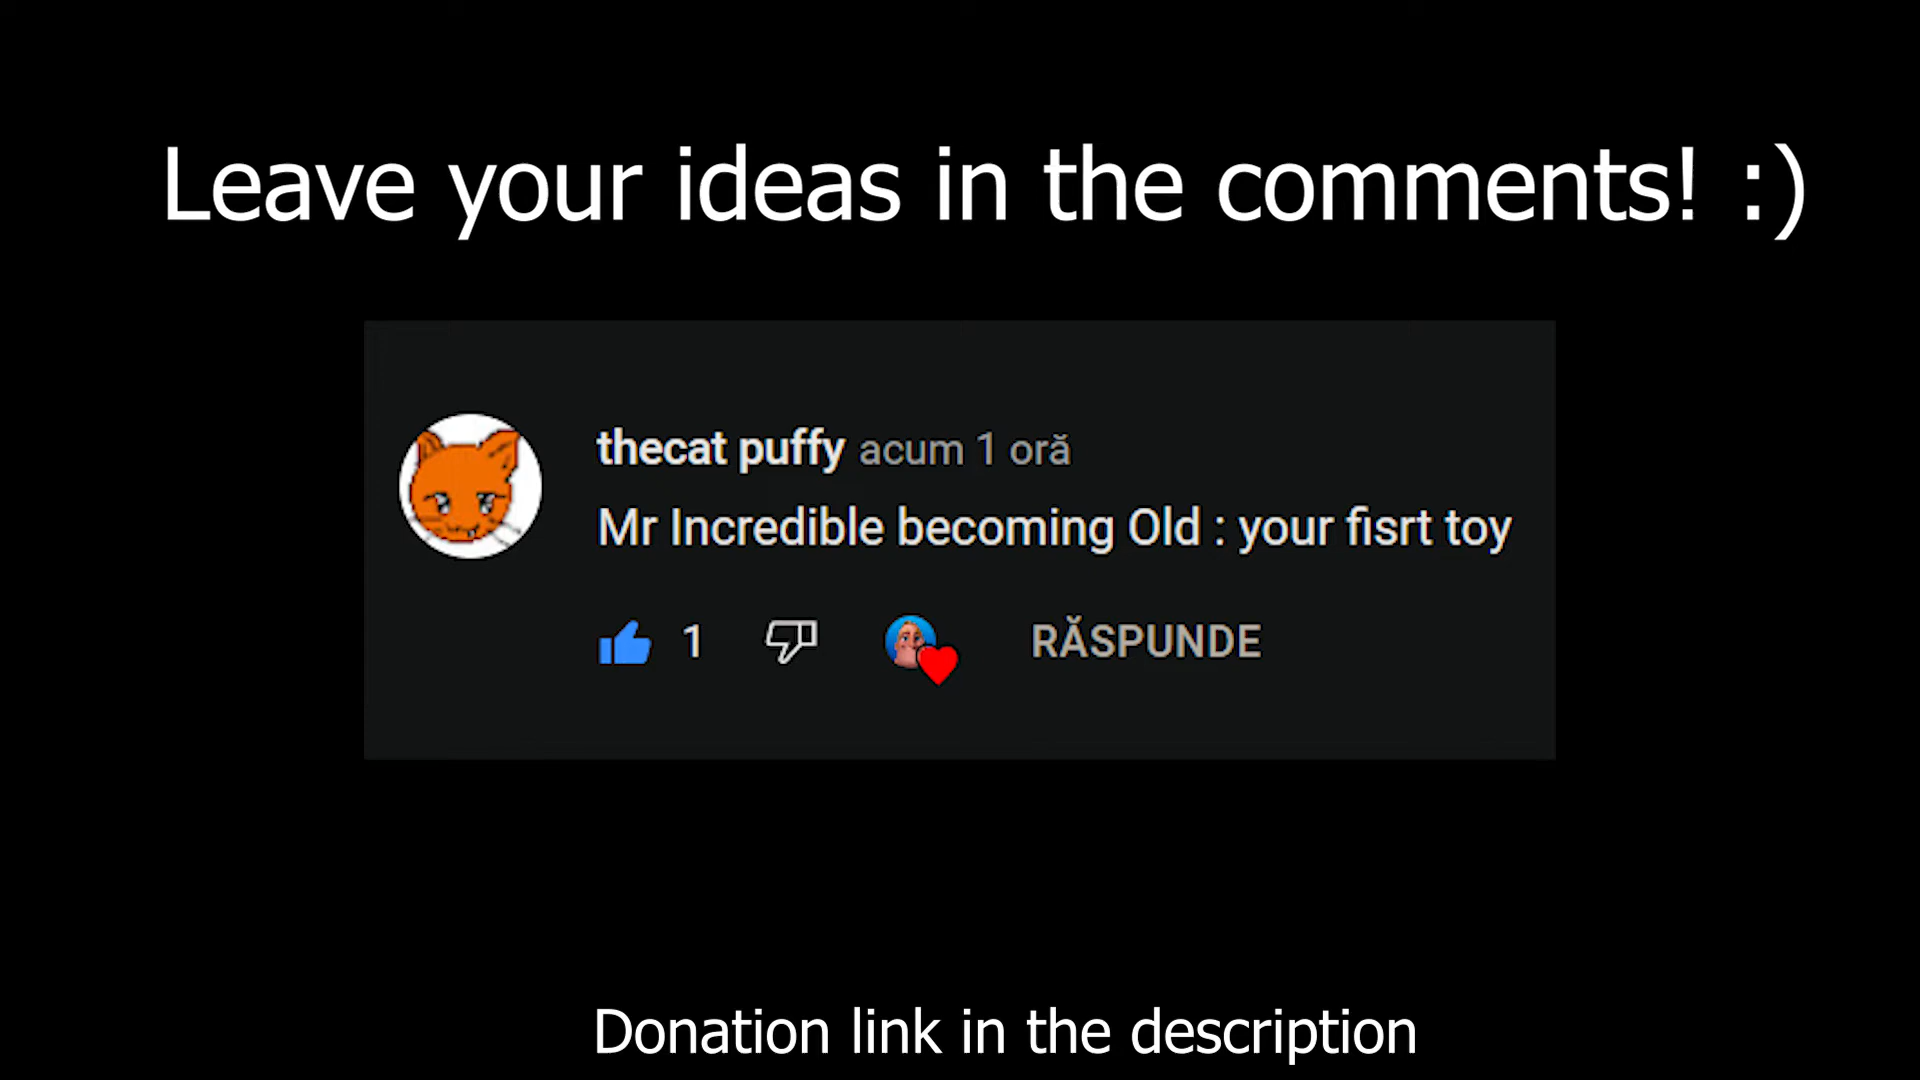 Leave your ideas in the comments! :)
thecat puffy acum 1 oră
Mr Incredible becoming Old : your fisrt toy
1 RĂSPUNDE
Donation link in the description